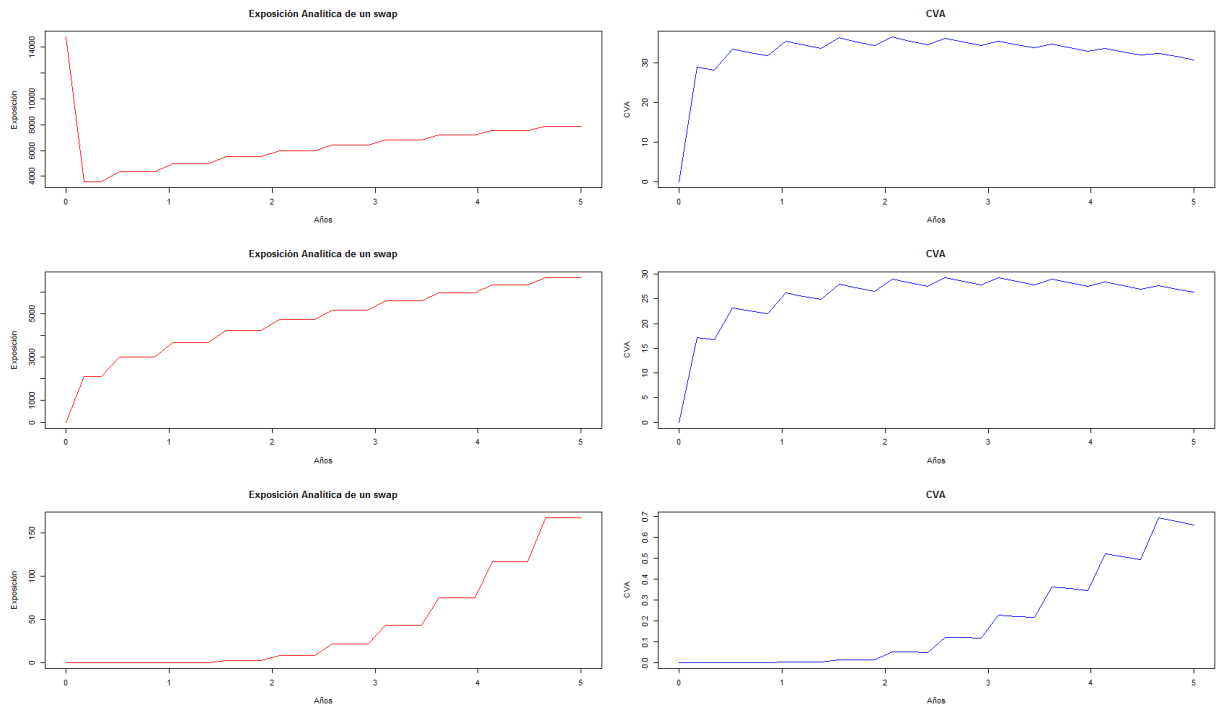 Exposición Analítica de un swap
Exposición
14000
10000
8000
6000
4000
0 1 2 3 4 5
Años
CVA
CVA
30
20
10
0
0 1 2 3 4 5
Años
Exposición Analítica de un swap
Exposición
5000
3000
1000
0
0 1 2 3 4 5
Años
CVA
CVA
30
25
20
15
10
5
0
0 1 2 3 4 5
Años
Exposición Analítica de un swap
Exposición
150
100
50
0
0 1 2 3 4 5
Años
CVA
CVA
0.7
0.6
0.5
0.4
0.3
0.2
0.1
0.0
0 1 2 3 4 5
Años